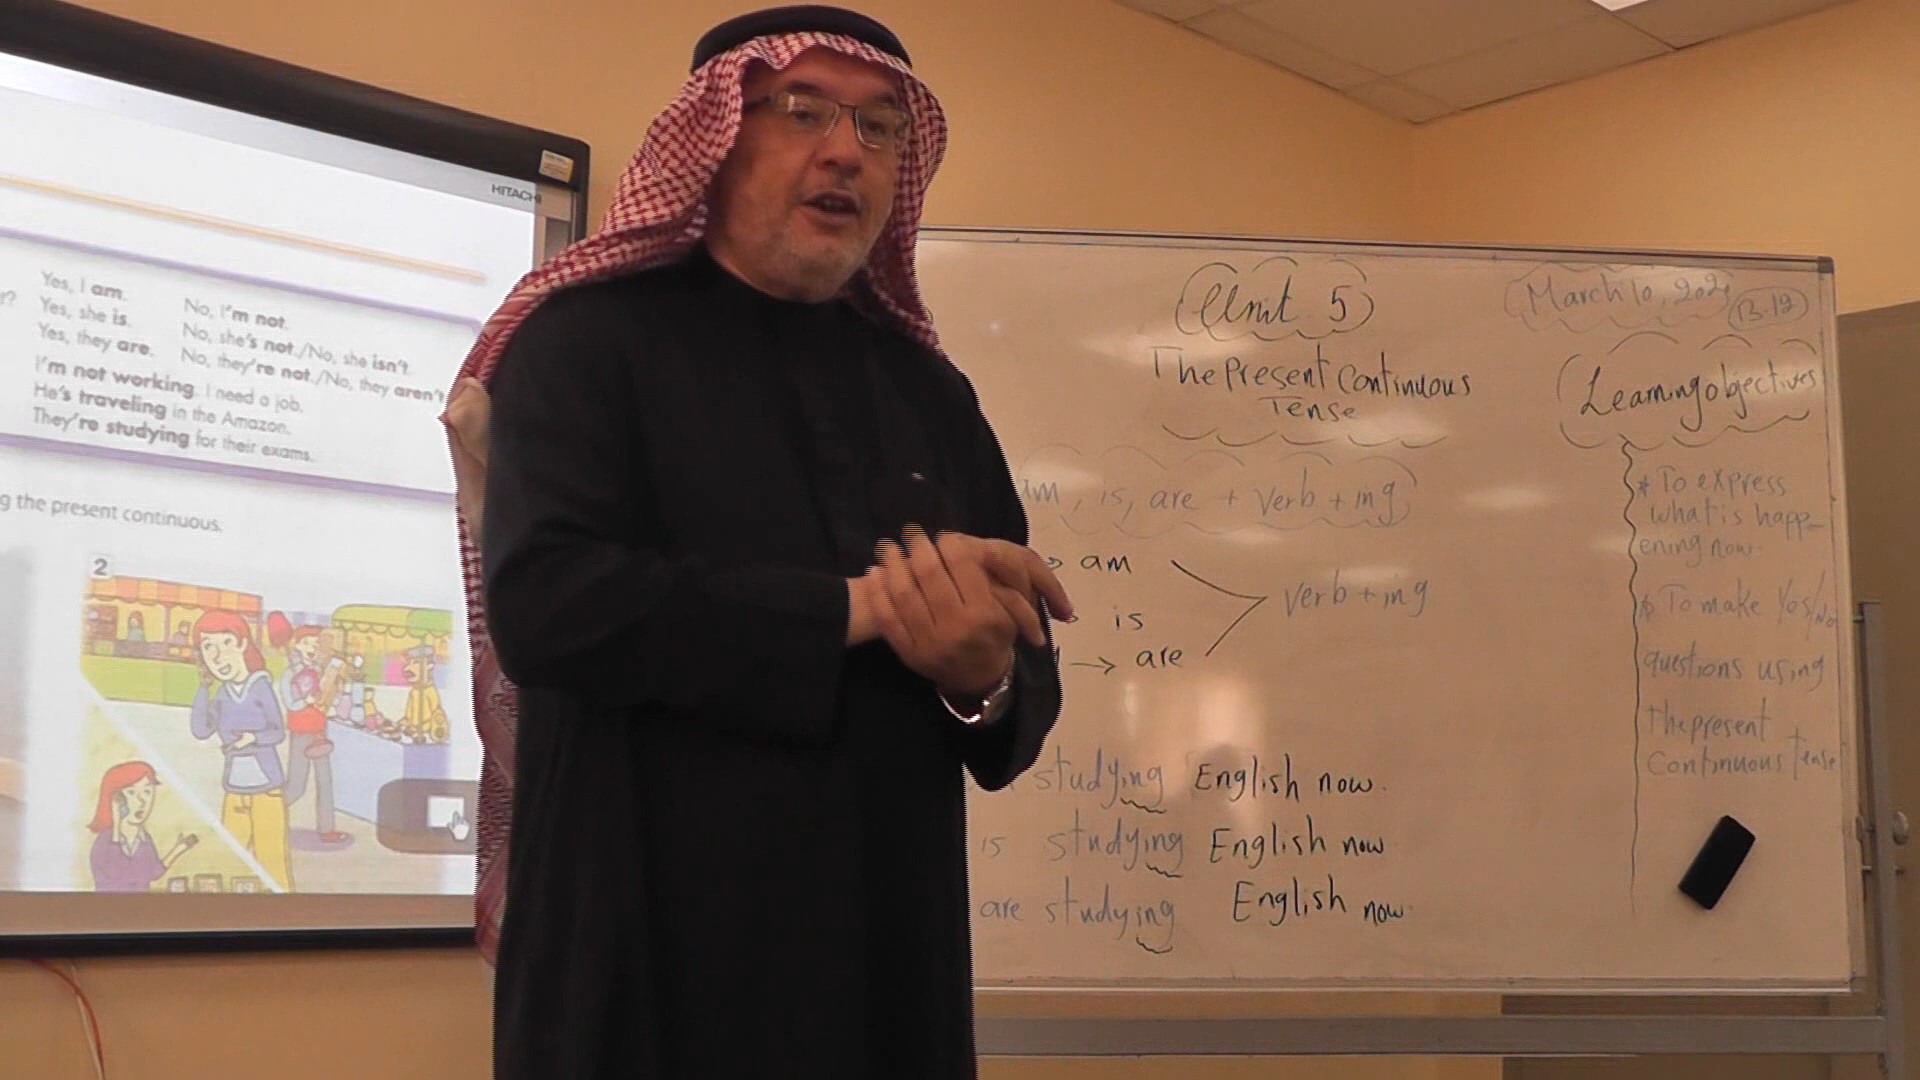 HITACHI
Yes, I am. No, I'm not.
Yes, she is. No, she's not./No, she isn't.
Yes, they are. No, they're not./No, they aren't
I'm not working. I need a job.
He's traveling in the Amazon.
They're studying for their exams.
g the present continuous.
2
Unit 5
The Present Continuous
Tense
am, is, are + verb + ing
am
is
→ are
verb + ing
studying English now.
is studying English now
are studying English now.
March 10, 202
13-19
Learning objectives
* To express
what is happ-
ening now.
* To make Yes/No
questions using
The present
Continuous Tense